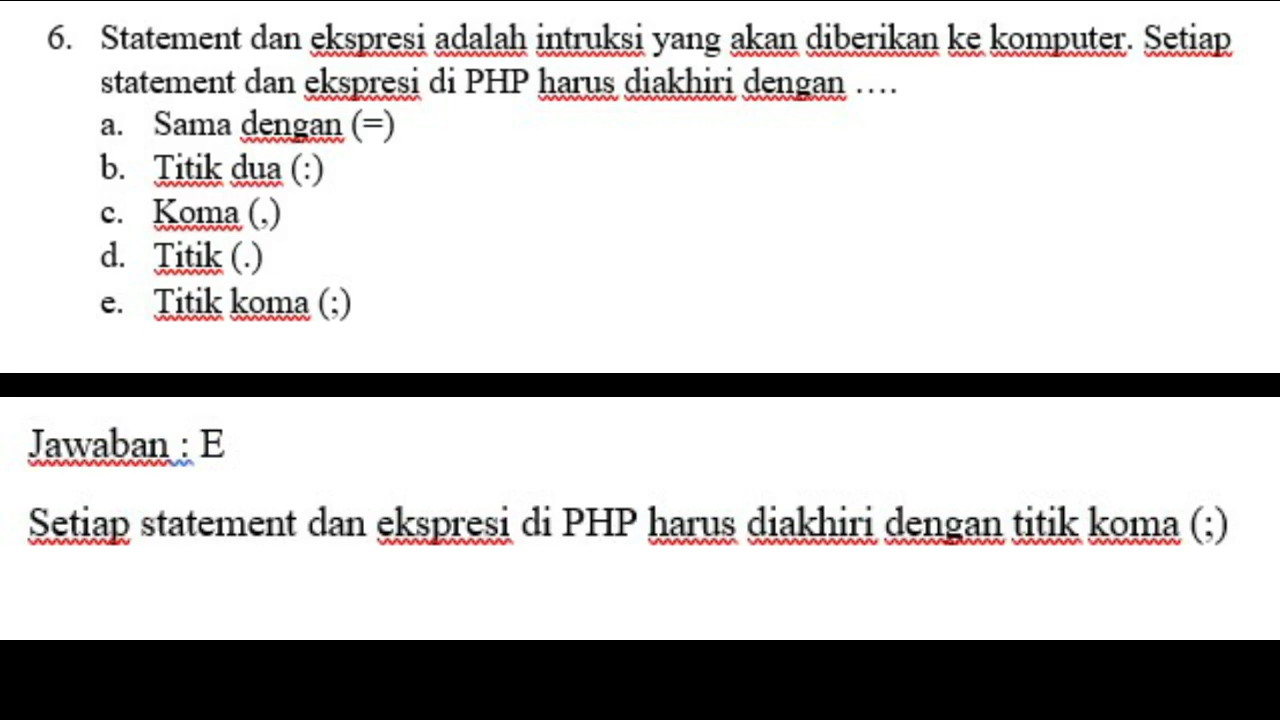 6. Statement dan ekspresi adalah intruksi yang akan diberikan ke komputer. Setiap
statement dan ekspresi di PHP harus diakhiri dengan ….
a. Sama dengan (=)
b. Titik dua (:)
c. Koma (,)
d. Titik (.)
e. Titik koma (;)
Jawaban : E
Setiap statement dan ekspresi di PHP harus diakhiri dengan titik koma (;)